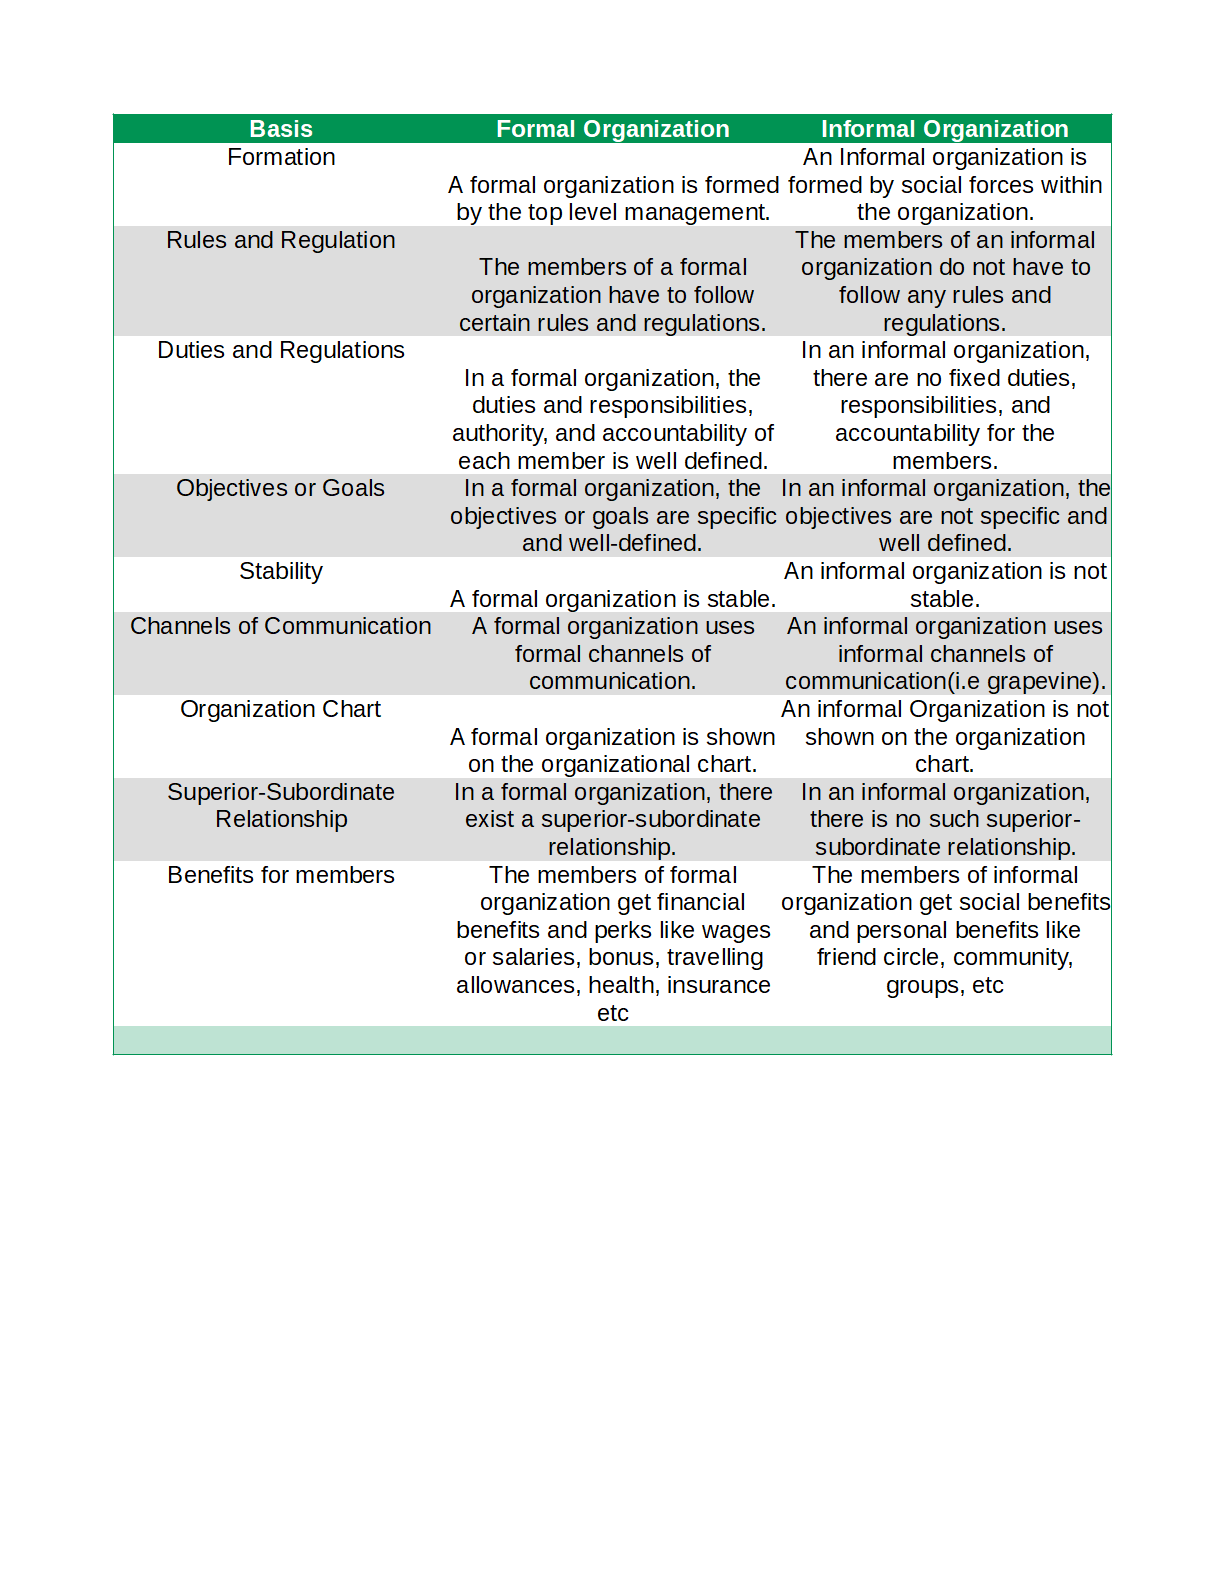 Basis Formal Organization Informal Organization
Formation
A formal organization is formed
by the top level management.
An Informal organization is
formed by social forces within
the organization.
Rules and Regulation
The members of a formal
organization have to follow
certain rules and regulations.
The members of an informal
organization do not have to
follow any rules and
regulations.
Duties and Regulations
In a formal organization, the
duties and responsibilities,
authority, and accountability of
each member is well defined.
In an informal organization,
there are no fixed duties,
responsibilities, and
accountability for the
members.
Objectives or Goals
In a formal organization, the
objectives or goals are specific
and well-defined.
In an informal organization, the
objectives are not specific and
well defined.
Stability
A formal organization is stable.
An informal organization is not
stable.
Channels of Communication
A formal organization uses
formal channels of
communication.
An informal organization uses
informal channels of
communication(i.e grapevine).
Organization Chart
A formal organization is shown
on the organizational chart.
An informal Organization is not
shown on the organization
chart.
Superior-Subordinate
Relationship
In a formal organization, there
exist a superior-subordinate
relationship.
In an informal organization,
there is no such superior-
subordinate relationship.
Benefits for members
The members of formal
organization get financial
benefits and perks like wages
or salaries, bonus, travelling
allowances, health, insurance
etc
The members of informal
organization get social benefits
and personal benefits like
friend circle, community,
groups, etc